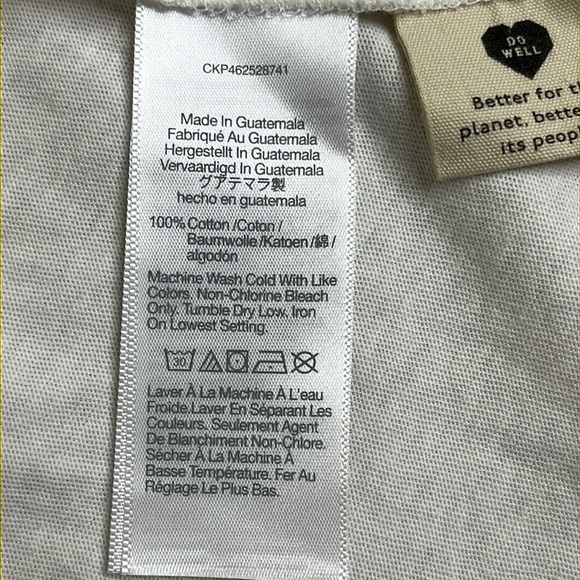 CKP462528741
Made In Guatemala
Fabriqué Au Guatemala
Hergestellt In Guatemala
Vervaardigd In Guatemala
グアテマラ製
hecho en guatemala
100% Cotton /Coton /
Baumwolle /Katoen /綿 /
algodón
Machine Wash Cold With Like
Colors. Non-Chlorine Bleach
Only. Tumble Dry Low. Iron
On Lowest Setting.
30
Laver À La Machine À L'eau
Froide.Laver En Séparant Les
Couleurs. Seulement Agent
De Blanchiment Non-Chlore.
Sécher À La Machine À
Basse Température. Fer Au
Réglage Le Plus Bas.
DO
WELL
Better for t
planet, bette
its peop